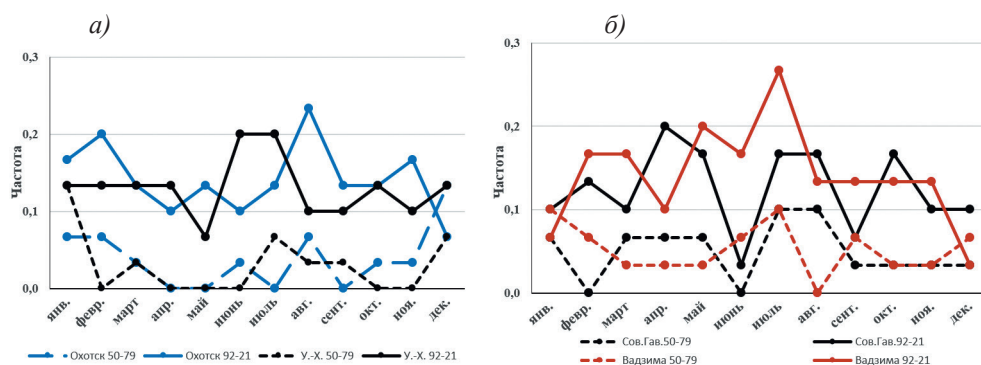 а)
Частота
0,3
0,2
0,1
0,0
янв. февр. март апр. май июнь июль авг. сент. окт. ноя. дек.
Охотск 50-79 Охотск 92-21 У.-Х. 50-79 У.-Х. 92-21
б)
Частота
0,3
0,2
0,1
0,0
янв. февр. март апр. май июнь июль авг. сент. окт. ноя. дек.
Сов.Гав.50-79 Сов.Гав.92-21
Вадзима 50-79 Вадзима 92-21